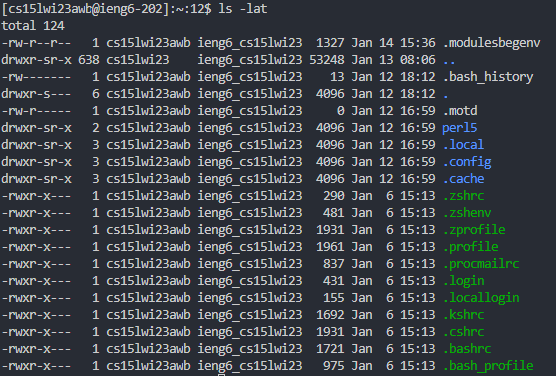 [cs15lwi23awb@ieng6-202]:~:12$ ls -lat
total 124
-rw-r--r--   1 cs15lwi23awb ieng6_cs15lwi23  1327 Jan 14 15:36 .modulesbegenv
drwxr-sr-x 638 cs15lwi23    ieng6_cs15lwi23 53248 Jan 13 08:06 ..
-rw-------   1 cs15lwi23awb ieng6_cs15lwi23    13 Jan 12 18:12 .bash_history
drwxr-s---   6 cs15lwi23awb ieng6_cs15lwi23  4096 Jan 12 18:12 .
-rw-r-----   1 cs15lwi23awb ieng6_cs15lwi23     0 Jan 12 16:59 .motd
drwxr-sr-x   2 cs15lwi23awb ieng6_cs15lwi23  4096 Jan 12 16:59 perl5
drwxr-sr-x   3 cs15lwi23awb ieng6_cs15lwi23  4096 Jan 12 16:59 .local
drwxr-sr-x   3 cs15lwi23awb ieng6_cs15lwi23  4096 Jan 12 16:59 .config
drwxr-sr-x   3 cs15lwi23awb ieng6_cs15lwi23  4096 Jan 12 16:59 .cache
-rwxr-x---   1 cs15lwi23awb ieng6_cs15lwi23   290 Jan  6 15:13 .zshrc
-rwxr-x---   1 cs15lwi23awb ieng6_cs15lwi23   481 Jan  6 15:13 .zshenv
-rwxr-x---   1 cs15lwi23awb ieng6_cs15lwi23  1931 Jan  6 15:13 .zprofile
-rwxr-x---   1 cs15lwi23awb ieng6_cs15lwi23  1961 Jan  6 15:13 .profile
-rwxr-x---   1 cs15lwi23awb ieng6_cs15lwi23   837 Jan  6 15:13 .procmailrc
-rwxr-x---   1 cs15lwi23awb ieng6_cs15lwi23   431 Jan  6 15:13 .login
-rwxr-x---   1 cs15lwi23awb ieng6_cs15lwi23   155 Jan  6 15:13 .locallogin
-rwxr-x---   1 cs15lwi23awb ieng6_cs15lwi23  1692 Jan  6 15:13 .kshrc
-rwxr-x---   1 cs15lwi23awb ieng6_cs15lwi23  1931 Jan  6 15:13 .cshrc
-rwxr-x---   1 cs15lwi23awb ieng6_cs15lwi23  1721 Jan  6 15:13 .bashrc
-rwxr-x---   1 cs15lwi23awb ieng6_cs15lwi23   975 Jan  6 15:13 .bash_profile